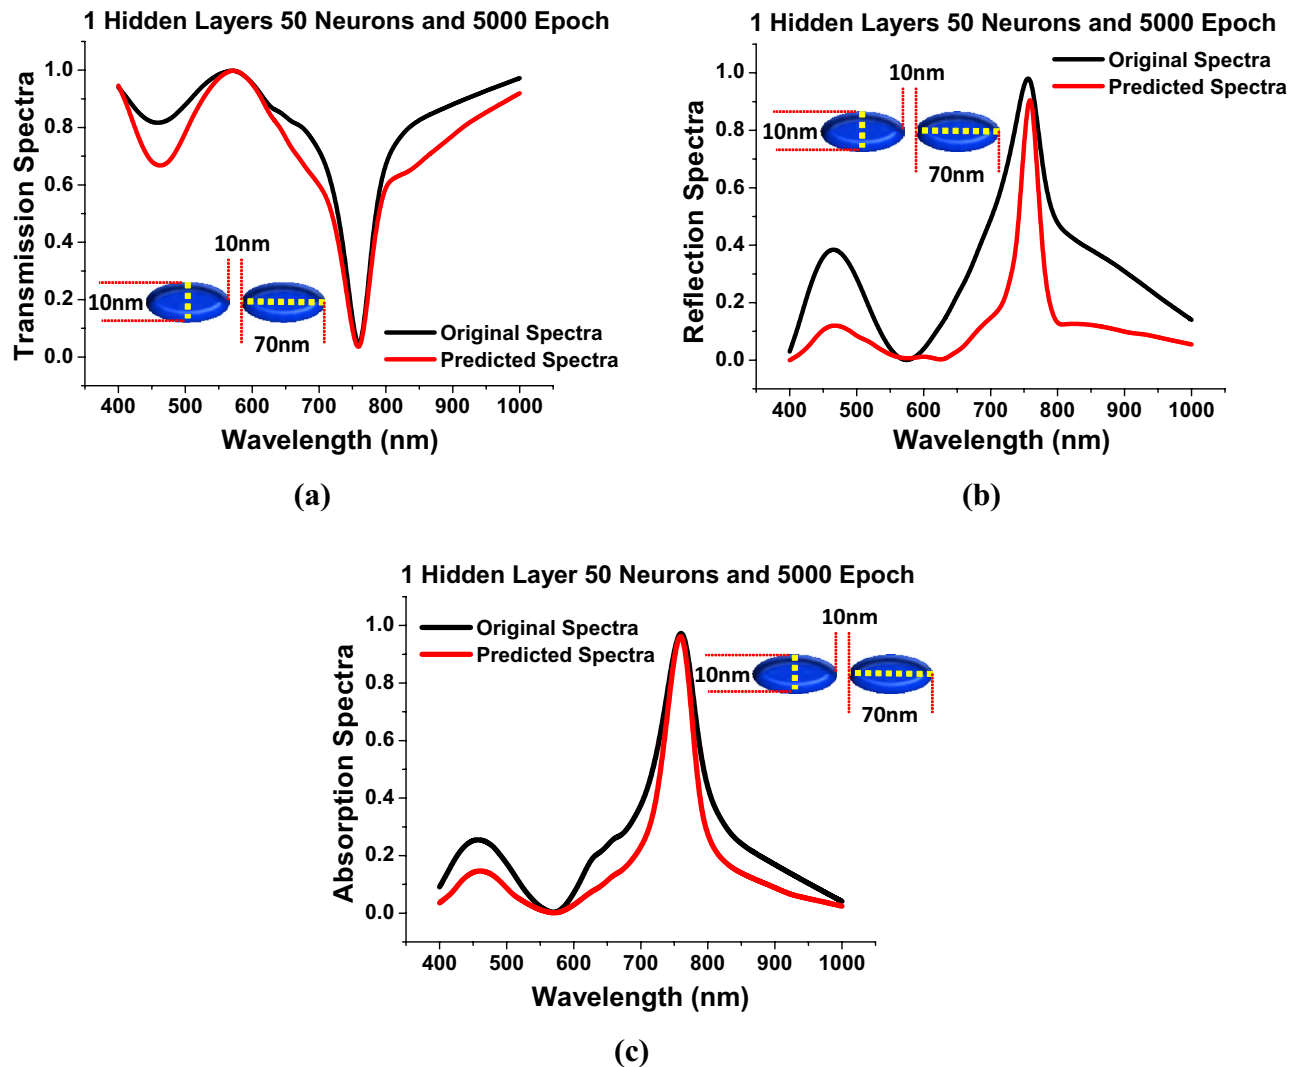 1 Hidden Layers 50 Neurons and 5000 Epoch
Transmission Spectra
1.0
0.8
0.6
0.4
0.2
0.0
10nm
10nm
70nm
Original Spectra
Predicted Spectra
400 500 600 700 800 900 1000
Wavelength (nm)
(a)
1 Hidden Layers 50 Neurons and 5000 Epoch
Reflection Spectra
1.0
0.8
0.6
0.4
0.2
0.0
Original Spectra
Predicted Spectra
10nm
10nm
70nm
400 500 600 700 800 900 1000
Wavelength (nm)
(b)
1 Hidden Layer 50 Neurons and 5000 Epoch
Absorption Spectra
1.0
0.8
0.6
0.4
0.2
0.0
Original Spectra
Predicted Spectra
10nm
10nm
70nm
400 500 600 700 800 900 1000
Wavelength (nm)
(c)